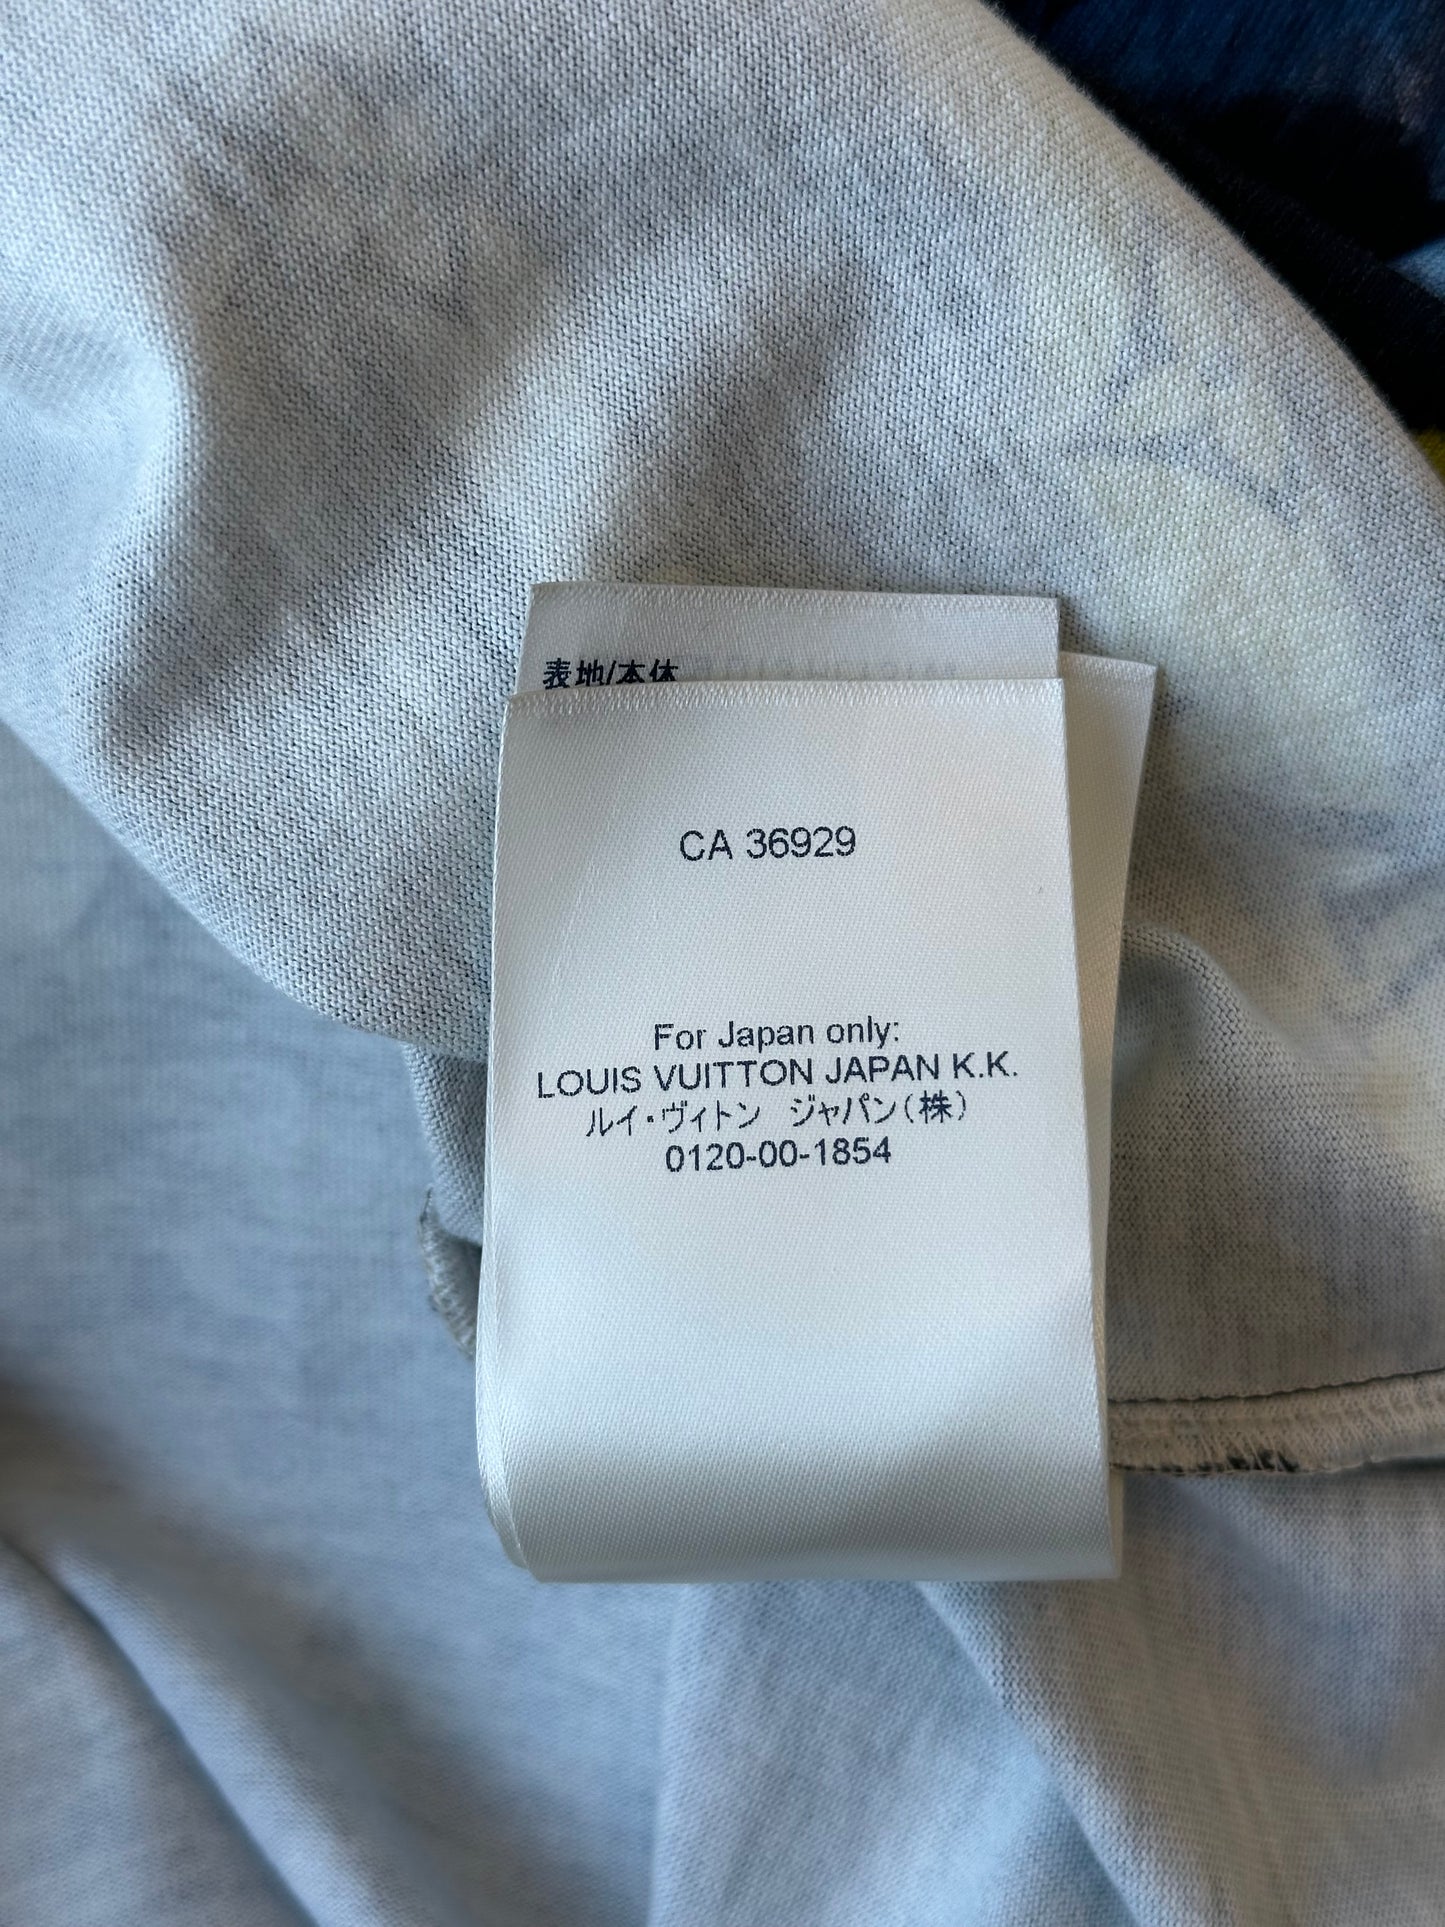 表地/本体
CA 36929
For Japan only:
LOUIS VUITTON JAPAN K.K.
ルイ・ヴィトン ジャパン(株)
0120-00-1854